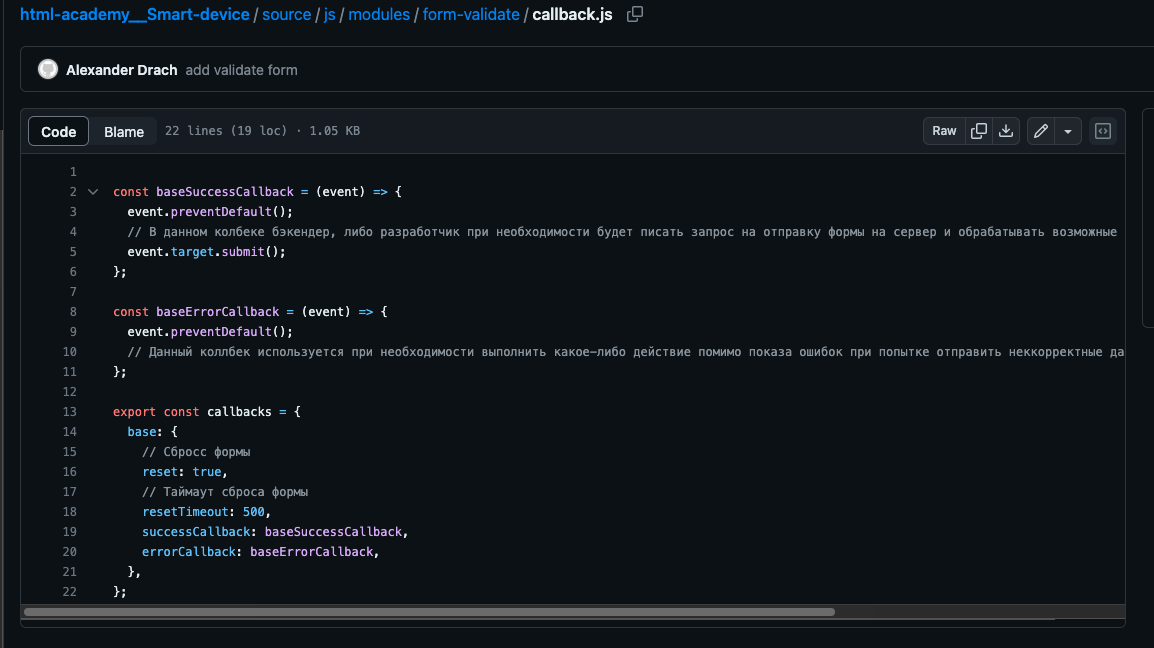 html-academy__Smart-device / source / js / modules / form-validate / callback.js
Alexander Drach add validate form
Code Blame 22 lines (19 loc) · 1.05 KB Raw
1
2 const baseSuccessCallback = (event) => {
3 event.preventDefault();
4 // В данном колбеке бэкендер, либо разработчик при необходимости будет писать запрос на отправку формы на сервер и обрабатывать возможные
5 event.target.submit();
6 };
7
8 const baseErrorCallback = (event) => {
9 event.preventDefault();
10 // Данный коллбек используется при необходимости выполнить какое-либо действие помимо показа ошибок при попытке отправить неккорректные да
11 };
12
13 export const callbacks = {
14 base: {
15 // Сбросс формы
16 reset: true,
17 // Таймаут сброса формы
18 resetTimeout: 500,
19 successCallback: baseSuccessCallback,
20 errorCallback: baseErrorCallback,
21 },
22 };